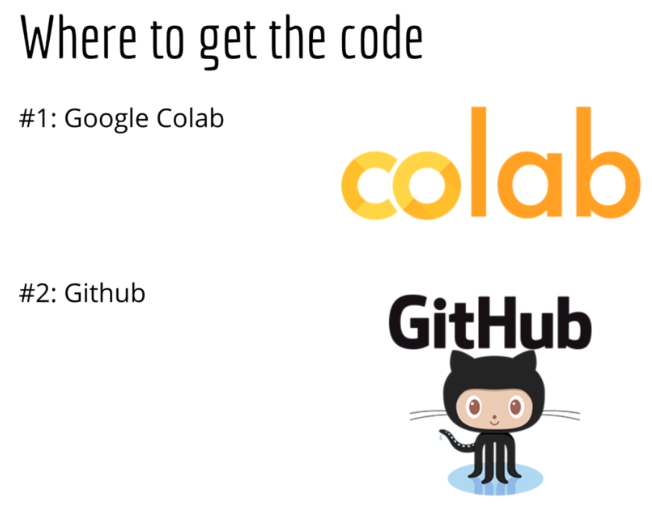 Where to get the code
#1: Google Colab
colab
#2: Github
GitHub